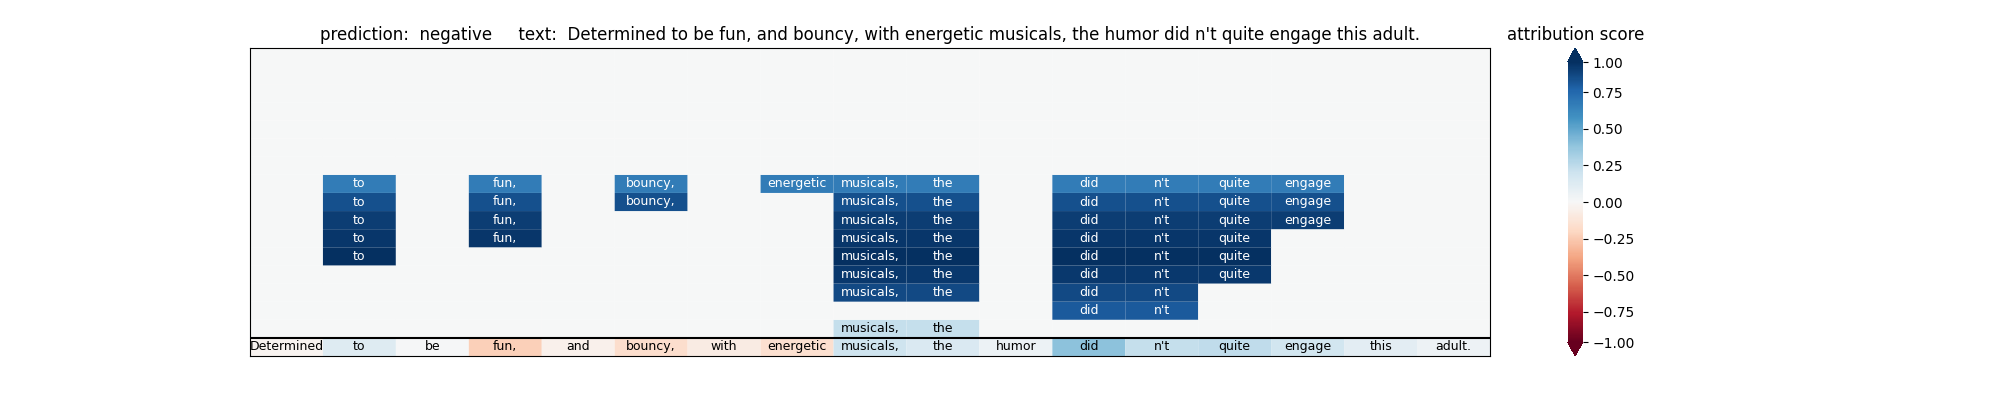 prediction:  negative     text:  Determined to be fun, and bouncy, with energetic musicals, the humor did n't quite engage this adult.
attribution score
1.00
0.75
0.50
0.25
0.00
−0.25
−0.50
−0.75
−1.00
to fun, bouncy, energetic musicals, the did n't quite engage
to fun, bouncy, musicals, the did n't quite engage
to fun, musicals, the did n't quite engage
to fun, musicals, the did n't quite
to musicals, the did n't quite
musicals, the did n't quite
musicals, the did n't
did n't
musicals, the
Determined to be fun, and bouncy, with energetic musicals, the humor did n't quite engage this adult.